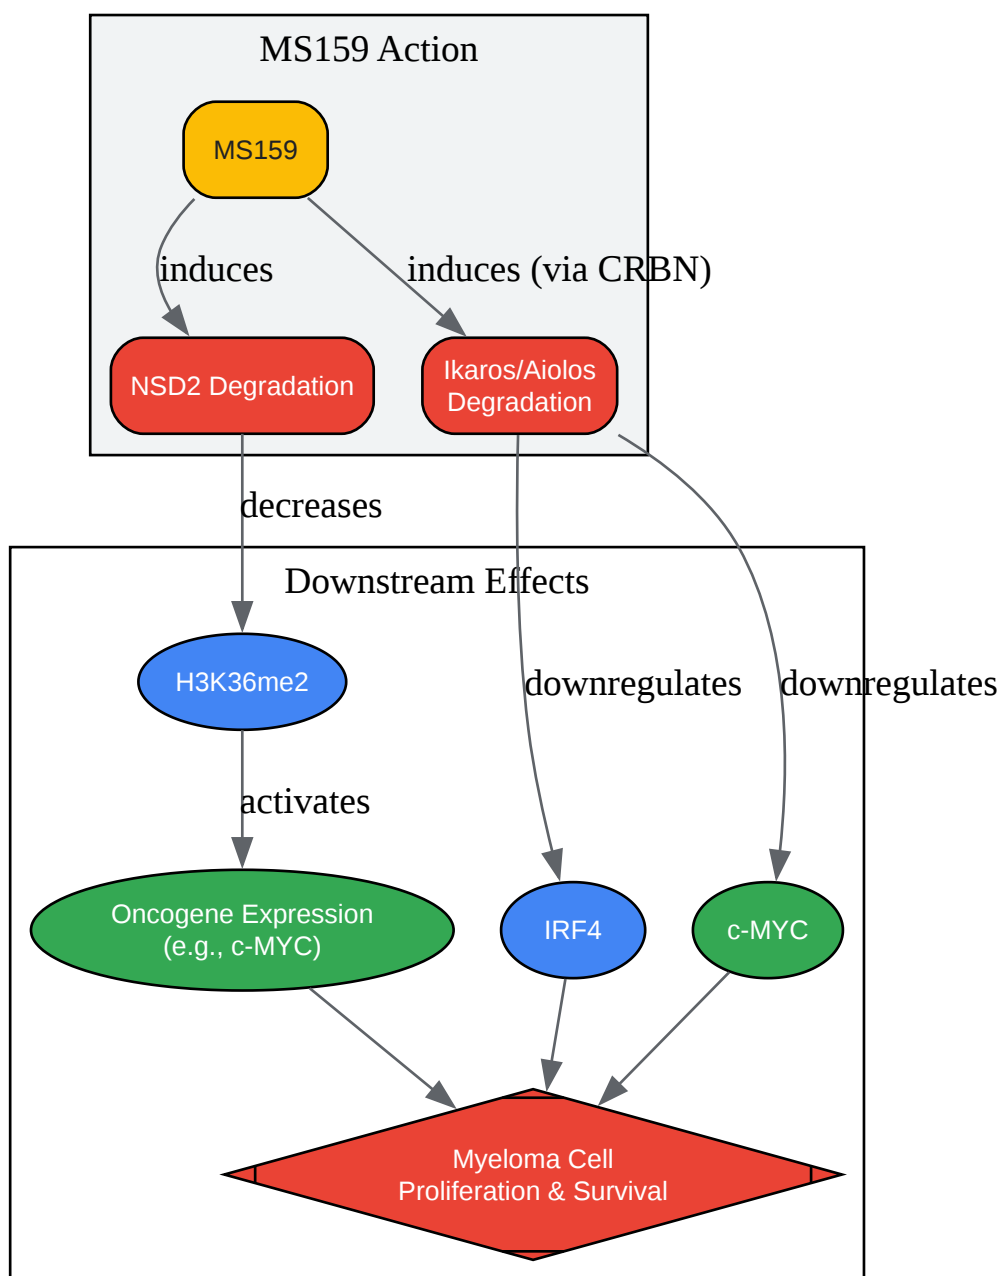 MS159 Action
MS159
induces
induces (via CRBN)
NSD2 Degradation
Ikaros/Aiolos
Degradation
decreases
Downstream Effects
H3K36me2
downregulates
downregulates
activates
Oncogene Expression
(e.g., c-MYC)
IRF4
c-MYC
Myeloma Cell
Proliferation & Survival